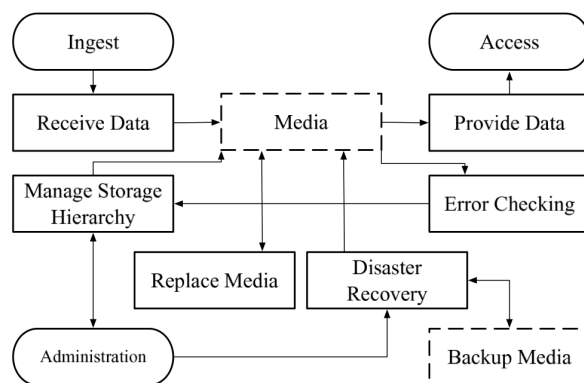 Ingest
Access
Receive Data
Media
Provide Data
Manage Storage
Hierarchy
Error Checking
Replace Media
Disaster
Recovery
Administration
Backup Media